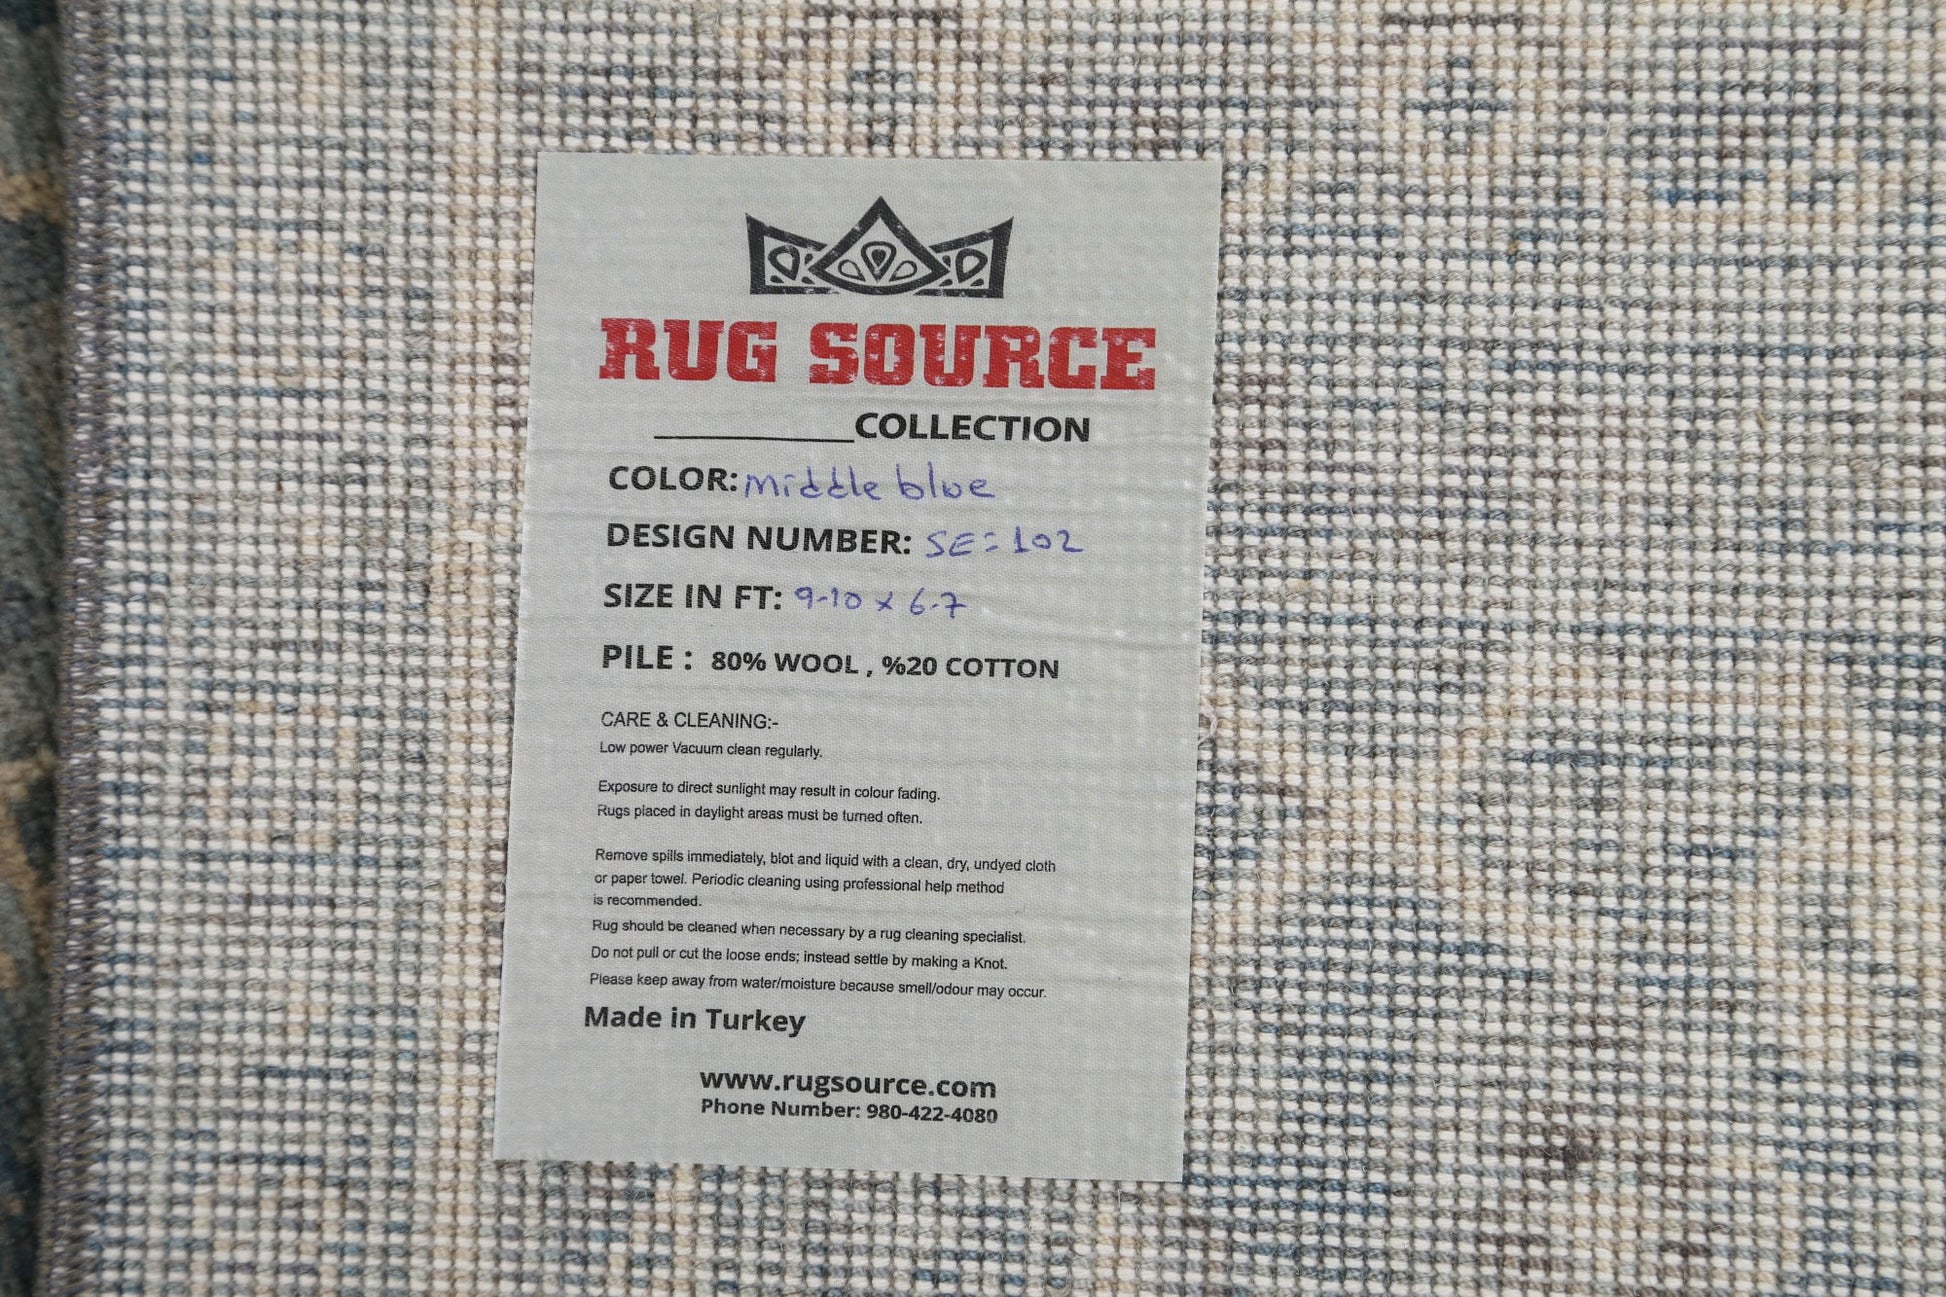 RUG SOURCE
__________COLLECTION
COLOR: middle blue
DESIGN NUMBER: SE=102
SIZE IN FT: 9-10 x 6-7
PILE : 80% WOOL , %20 COTTON
CARE & CLEANING:-
Low power Vacuum clean regularly.
Exposure to direct sunlight may result in colour fading.
Rugs placed in daylight areas must be turned often.
Remove spills immediately, blot and liquid with a clean, dry, undyed cloth
or paper towel. Periodic cleaning using professional help method
is recommended.
Rug should be cleaned when necessary by a rug cleaning specialist.
Do not pull or cut the loose ends; instead settle by making a Knot.
Please keep away from water/moisture because smell/odour may occur.
Made in Turkey
www.rugsource.com
Phone Number: 980-422-4080